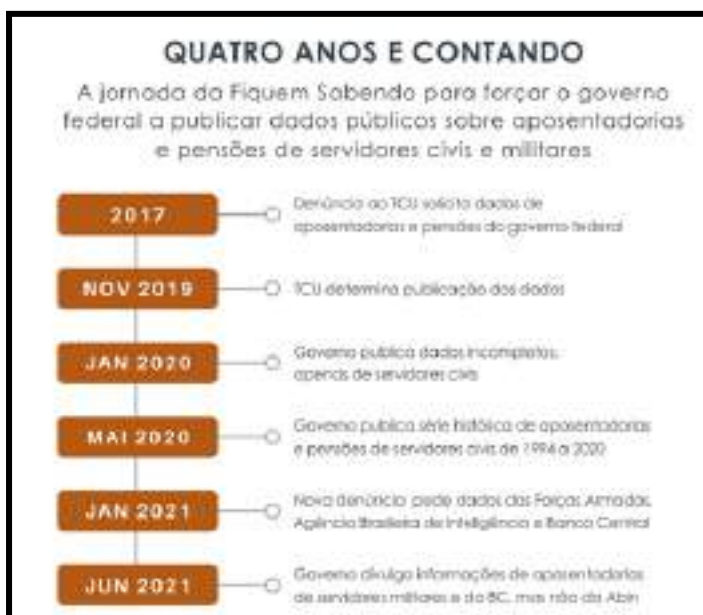 QUATRO ANOS E CONTANDO
A jornada da Fiquem Sabendo para forçar o governo
federal a publicar dados públicos sobre aposentadorias
e pensões de servidores civis e militares
2017
Denúncia ao TCU solicita dados de
aposentadorias e pensões do governo federal
NOV 2019
TCU determina publicação dos dados
JAN 2020
Governo publica dados incompletos,
apenas de servidores civis
MAI 2020
Governo publica série histórica de aposentadorias
e pensões de servidores civis de 1994 a 2020
JAN 2021
Nova denúncia pede dados das Forças Armadas,
Agência Brasileira de Inteligência e Banco Central
JUN 2021
Governo divulga informações de aposentadorias
de servidores militares e do BC, mas não da Abin